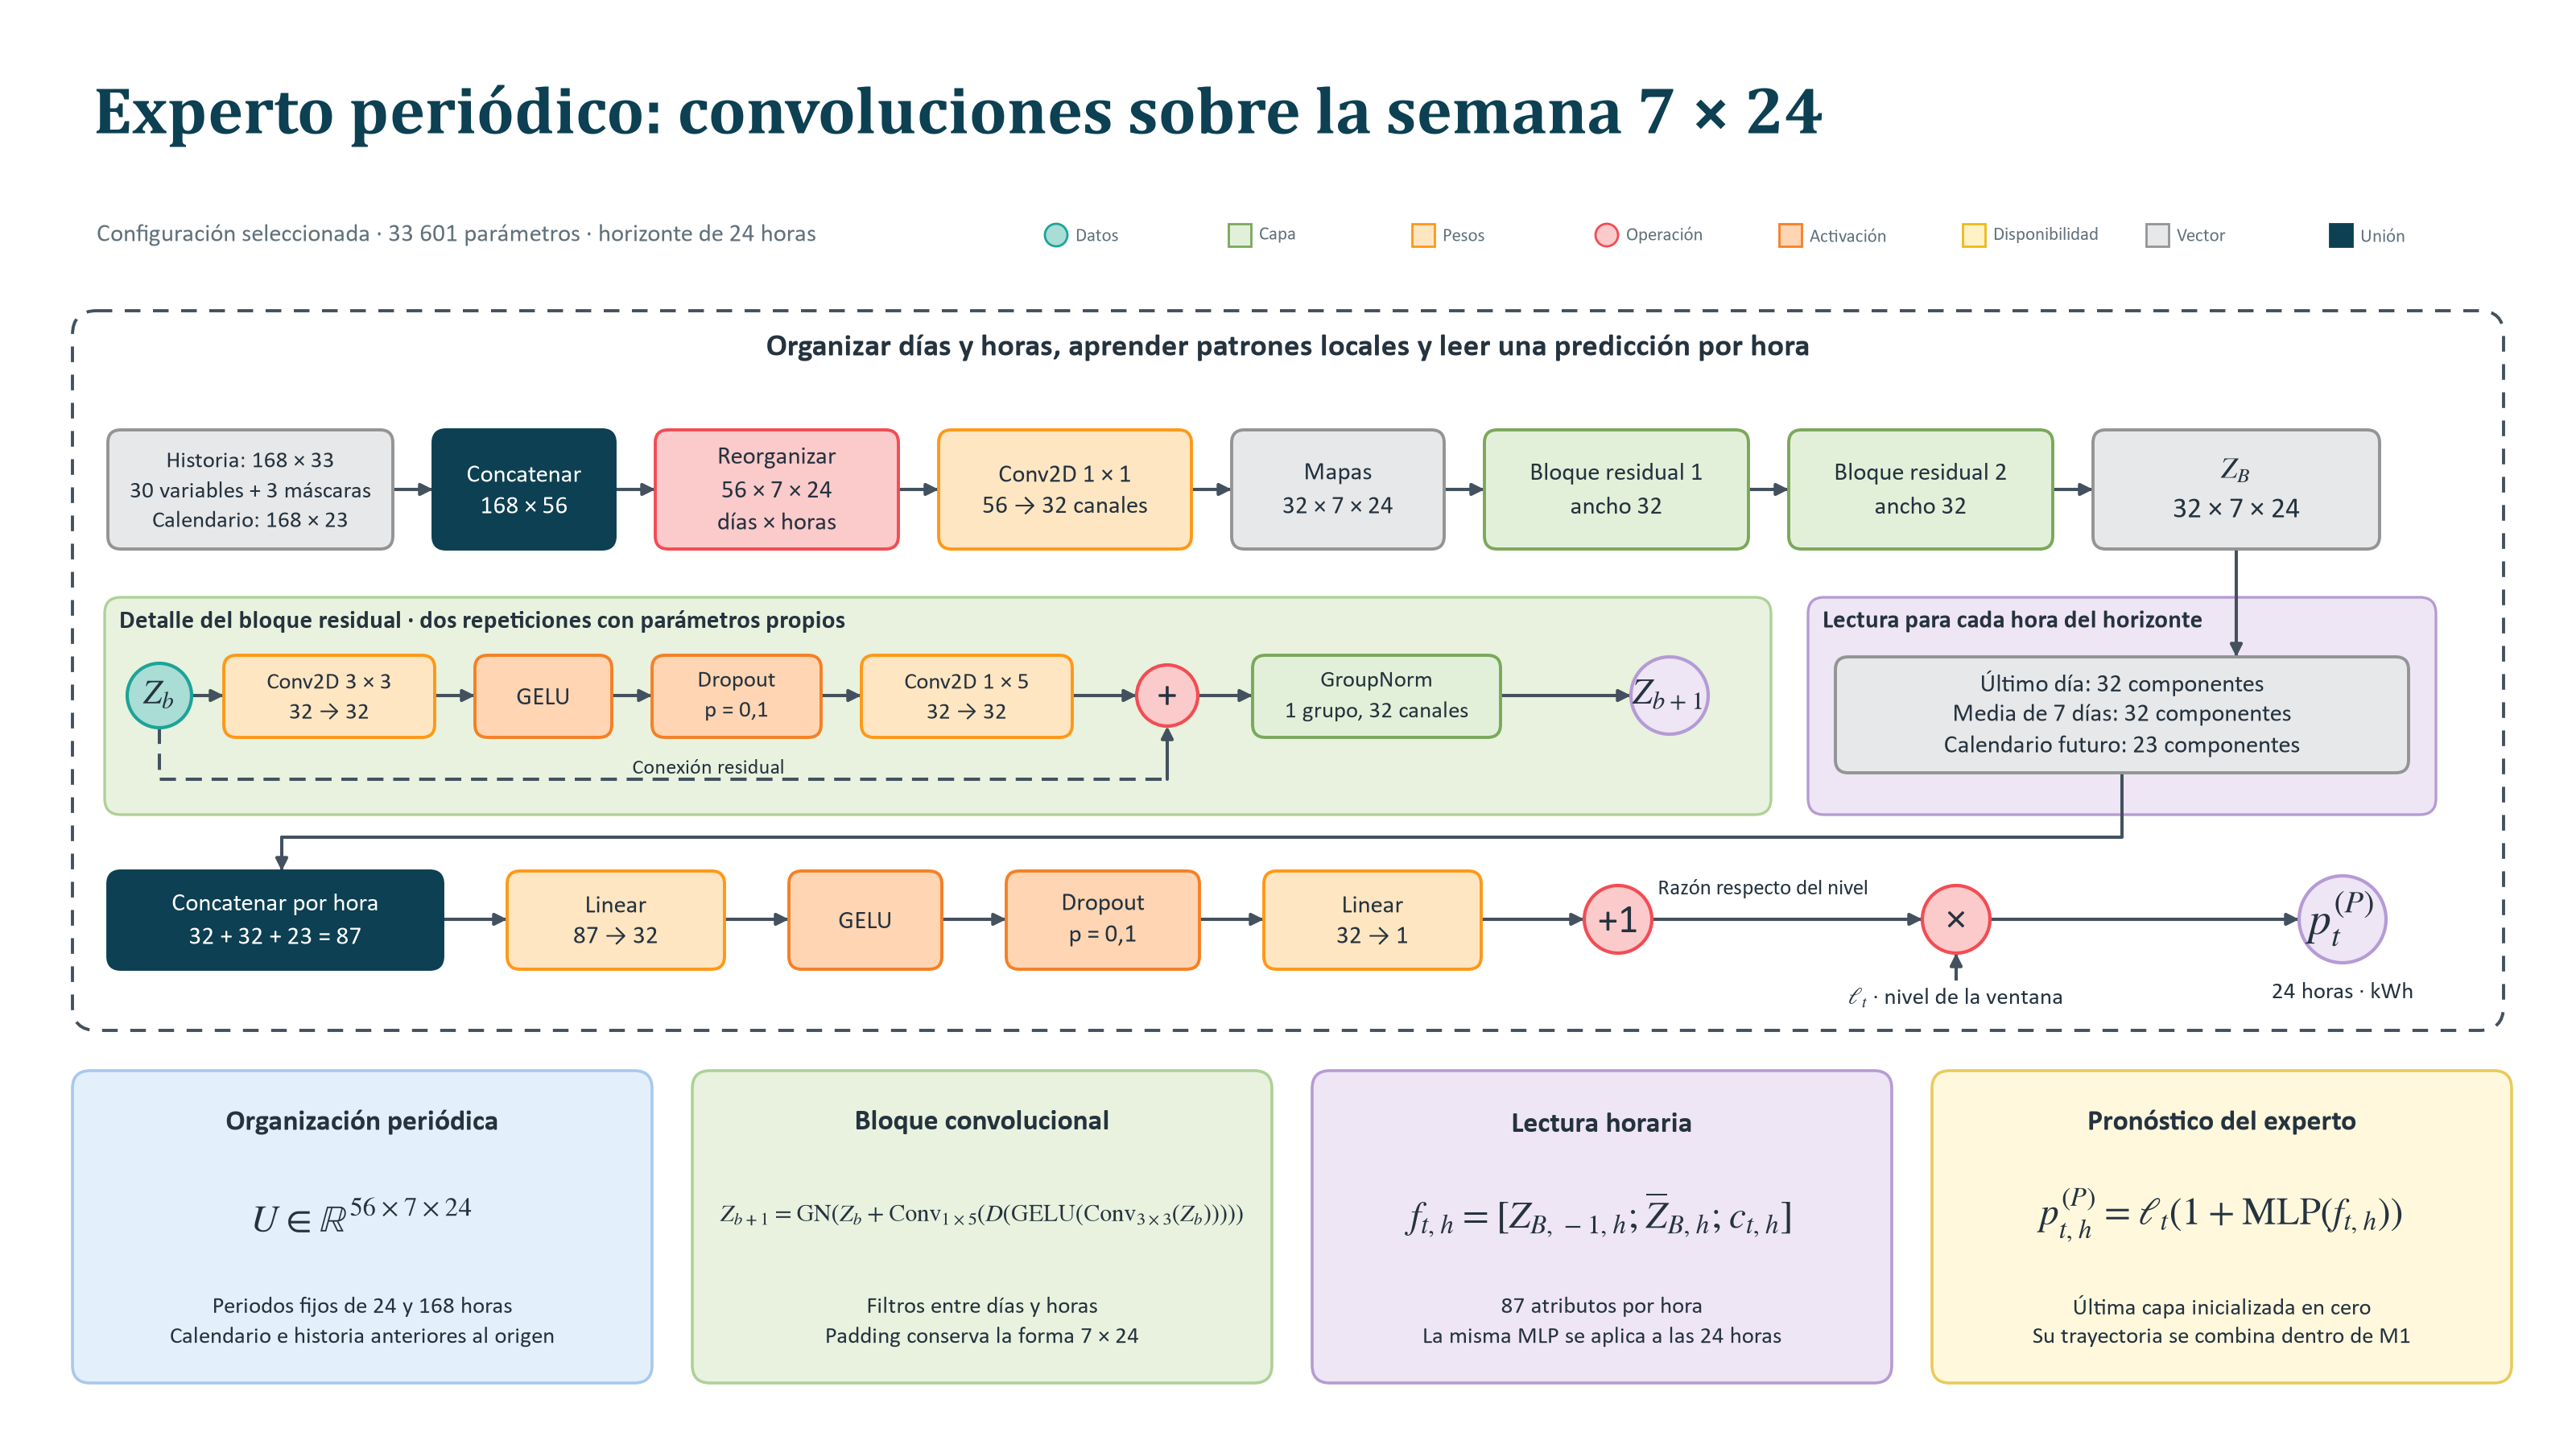 Experto periódico: convoluciones sobre la semana 7 × 24
Configuración seleccionada · 33 601 parámetros · horizonte de 24 horas
Datos
Capa
Pesos
Operación
Activación
Disponibilidad
Vector
Unión
Organizar días y horas, aprender patrones locales y leer una predicción por hora
Historia: 168 × 33
30 variables + 3 máscaras
Calendario: 168 × 23
Concatenar
168 × 56
Reorganizar
56 × 7 × 24
días × horas
Conv2D 1 × 1
56 → 32 canales
Mapas
32 × 7 × 24
Bloque residual 1
ancho 32
Bloque residual 2
ancho 32
Z_B
32 × 7 × 24
Detalle del bloque residual · dos repeticiones con parámetros propios
Z_b
Conv2D 3 × 3
32 → 32
GELU
Dropout
p = 0,1
Conv2D 1 × 5
32 → 32
+
GroupNorm
1 grupo, 32 canales
Z_{b+1}
Conexión residual
Lectura para cada hora del horizonte
Último día: 32 componentes
Media de 7 días: 32 componentes
Calendario futuro: 23 componentes
Concatenar por hora
32 + 32 + 23 = 87
Linear
87 → 32
GELU
Dropout
p = 0,1
Linear
32 → 1
+1
Razón respecto del nivel
×
ℓ_t · nivel de la ventana
p_t^{(P)}
24 horas · kWh
Organización periódica
U ∈ ℝ^{56 × 7 × 24}
Periodos fijos de 24 y 168 horas
Calendario e historia anteriores al origen
Bloque convolucional
Z_{b+1} = GN(Z_b + Conv_{1×5}(D(GELU(Conv_{3×3}(Z_b)))))
Filtros entre días y horas
Padding conserva la forma 7 × 24
Lectura horaria
f_{t,h} = [Z_{B,−1,h}; Z̅_{B,h}; c_{t,h}]
87 atributos por hora
La misma MLP se aplica a las 24 horas
Pronóstico del experto
p_{t,h}^{(P)} = ℓ_t(1 + MLP(f_{t,h}))
Última capa inicializada en cero
Su trayectoria se combina dentro de M1